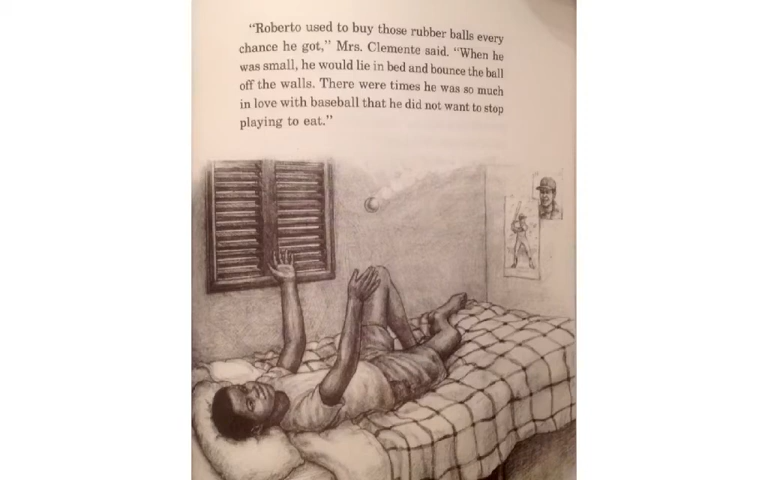 “Roberto used to buy those rubber balls every
chance he got,” Mrs. Clemente said. “When he
was small, he would lie in bed and bounce the ball
off the walls. There were times he was so much
in love with baseball that he did not want to stop
playing to eat.”